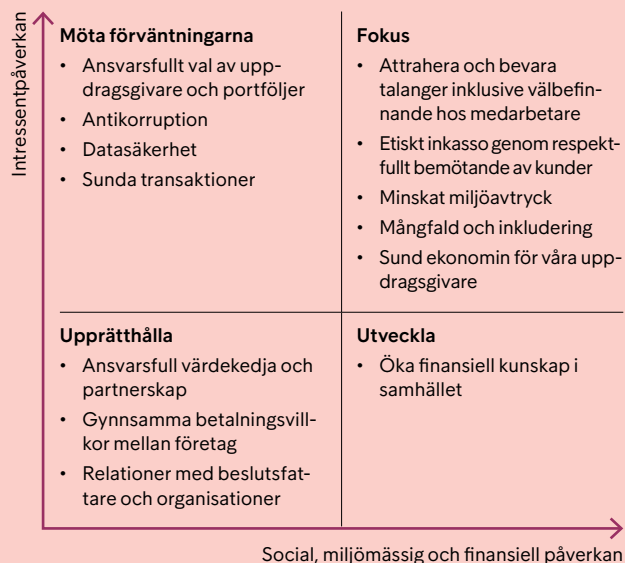 Intressentpåverkan
Möta förväntningarna
• Ansvarsfullt val av upp-
dragsgivare och portföljer
• Antikorruption
• Datasäkerhet
• Sunda transaktioner
Fokus
• Attrahera och bevara
talanger inklusive välbefin-
nande hos medarbetare
• Etiskt inkasso genom respekt-
fullt bemötande av kunder
• Minskat miljöavtryck
• Mångfald och inkludering
• Sund ekonomin för våra upp-
dragsgivare
Upprätthålla
• Ansvarsfull värdekedja och
partnerskap
• Gynnsamma betalningsvill-
kor mellan företag
• Relationer med beslutsfat-
tare och organisationer
Utveckla
• Öka finansiell kunskap i
samhället
Social, miljömässig och finansiell påverkan